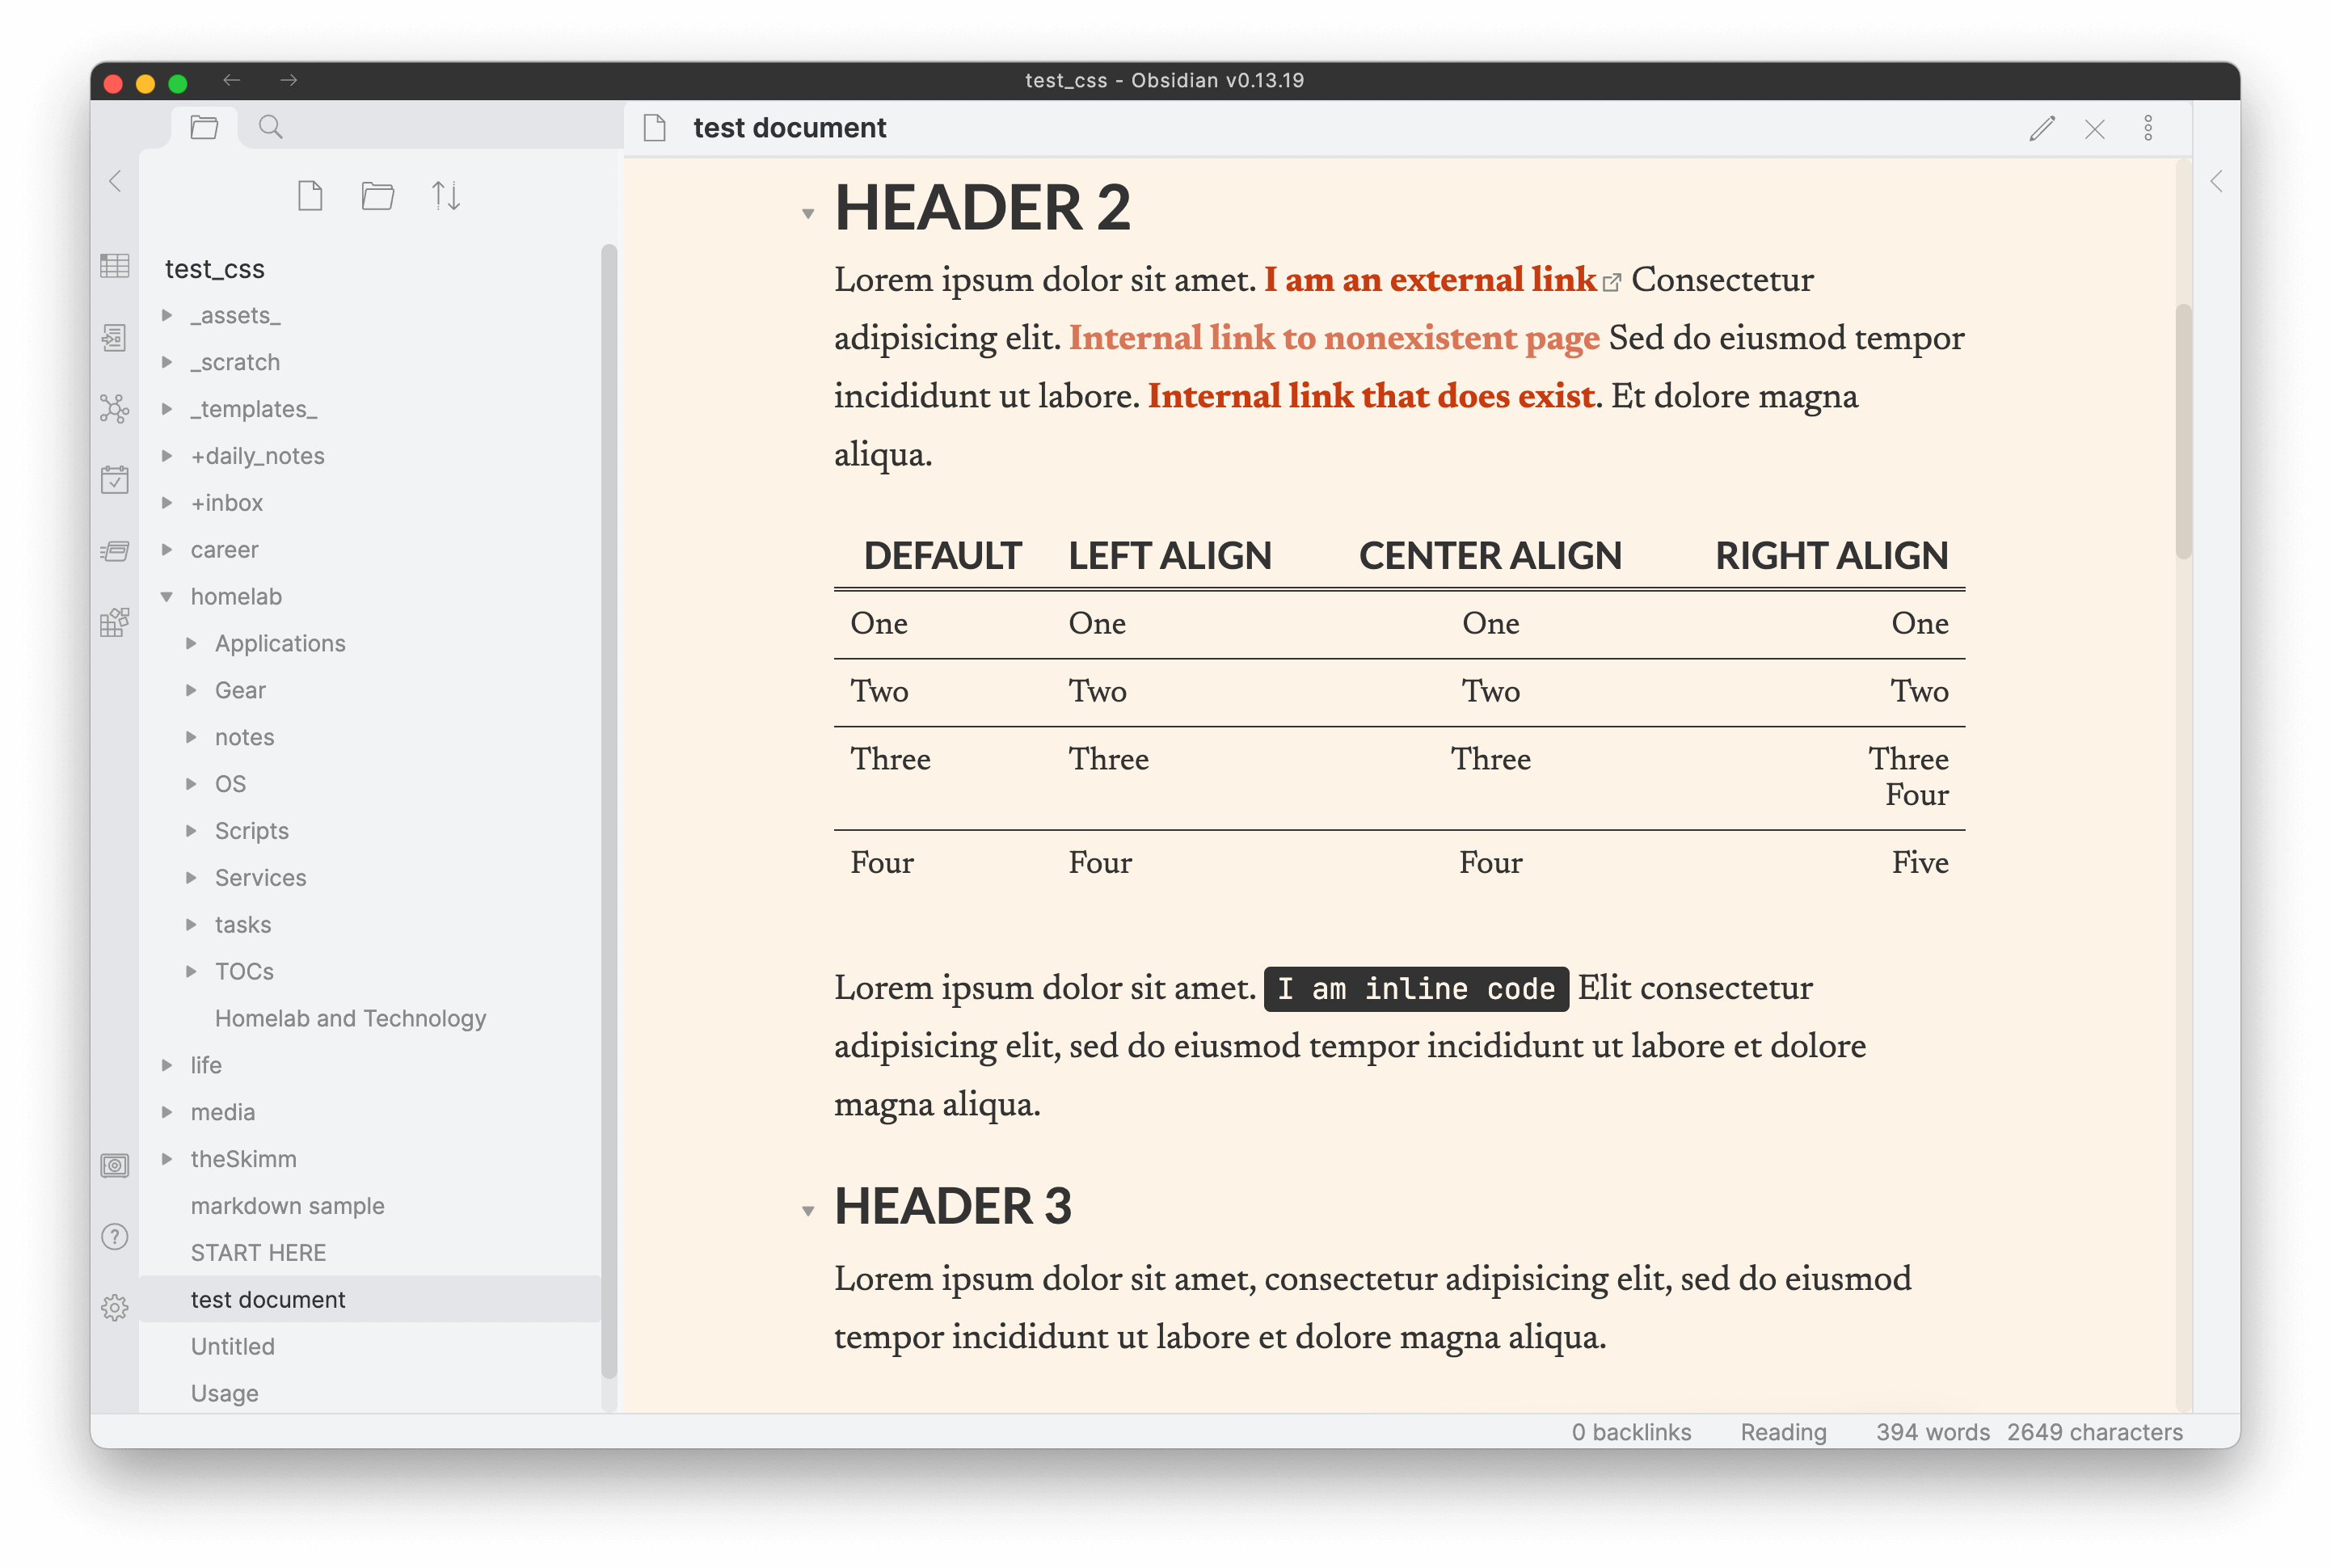 test_css - Obsidian v0.13.19
test document
test_css
_assets_
_scratch
_templates_
+daily_notes
+inbox
career
homelab
Applications
Gear
notes
OS
Scripts
Services
tasks
TOCs
Homelab and Technology
life
media
theSkimm
markdown sample
START HERE
test document
Untitled
Usage
HEADER 2
Lorem ipsum dolor sit amet. I am an external link Consectetur
adipisicing elit. Internal link to nonexistent page Sed do eiusmod tempor
incididunt ut labore. Internal link that does exist. Et dolore magna
aliqua.
DEFAULT LEFT ALIGN CENTER ALIGN RIGHT ALIGN
One One One One
Two Two Two Two
Three Three Three Three
Four
Four Four Four Five
Lorem ipsum dolor sit amet. I am inline code Elit consectetur
adipisicing elit, sed do eiusmod tempor incididunt ut labore et dolore
magna aliqua.
HEADER 3
Lorem ipsum dolor sit amet, consectetur adipisicing elit, sed do eiusmod
tempor incididunt ut labore et dolore magna aliqua.
0 backlinks Reading 394 words 2649 characters